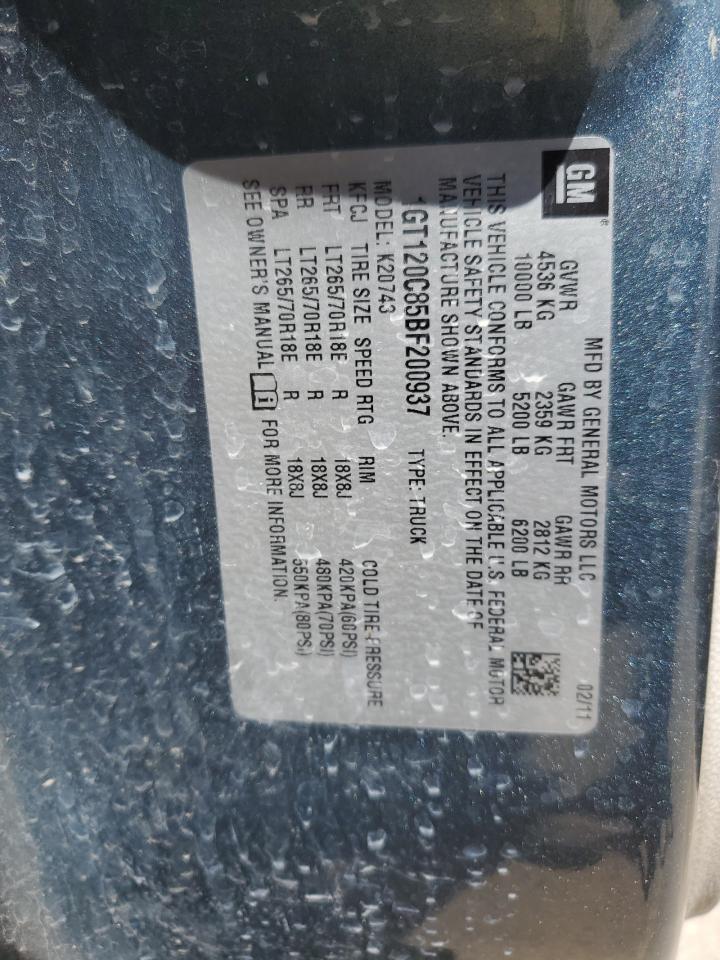 GM®
MFD BY GENERAL MOTORS LLC 02/11
GVWR GAWR FRT GAWR RR
4536 KG 2359 KG 2812 KG
10000 LB 5200 LB 6200 LB
THIS VEHICLE CONFORMS TO ALL APPLICABLE U.S. FEDERAL MOTOR
VEHICLE SAFETY STANDARDS IN EFFECT ON THE DATE OF
MANUFACTURE SHOWN ABOVE.
1GT120C85BF200937 TYPE: TRUCK
MODEL: K20743
KFCJ TIRE SIZE SPEED RTG RIM COLD TIRE PRESSURE
FRT LT265/70R18E R 18X8J 420KPA(60PSI)
RR LT265/70R18E R 18X8J 480KPA(70PSI)
SPA LT265/70R18E R 18X8J 550KPA(80PSI)
SEE OWNER'S MANUAL FOR MORE INFORMATION.